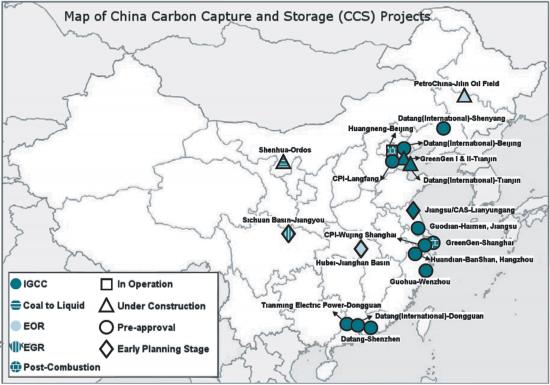 Map of China Carbon Capture and Storage (CCS) Projects
PetroChina-Jilin Oil Field
Datang(International)-Shenyang
Huangneng-Beijing
Datang(International)-Beijing
Shenhua-Ordos
GreenGen I & II-Tianjin
CPI-Langfang
Datang(International)-Tianjin
Jiangsu/CAS-Lianyungang
Sichuan Basin-Jiangyou
Guodian-Haimen, Jiangsu
CPI-Wujing Shanghai
GreenGen-Shanghai
Hubei-Jianghan Basin
Huandian-BanShan, Hangzhou
Guohua-Wenzhou
Tranming Electric Power-Dongguan
Datang(International)-Dongguan
Datang-Shenzhen
IGCC
In Operation
Coal to Liquid
Under Construction
EOR
Pre-approval
EGR
Early Planning Stage
Post-Combustion